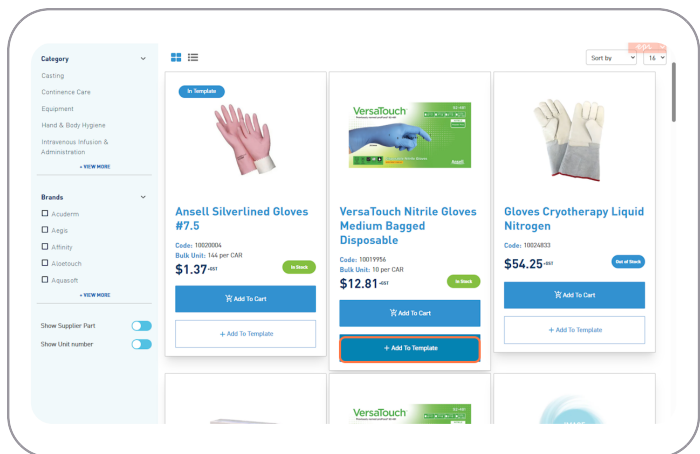 Category
Casting
Continence Care
Equipment
Hand & Body Hygiene
Intravenous Infusion &
Administration
+ VIEW MORE
Brands
Acuderm
Aegis
Affinity
Aloetouch
Aquasoft
+ VIEW MORE
Show Supplier Part
Show Unit number
Sort by
16
In Template
Ansell Silverlined Gloves
#7.5
Code: 10020004
Bulk Unit: 144 per CAR
$1.37 +GST
In Stock
Add To Cart
+ Add To Template
VersaTouch
Ansell
VersaTouch Nitrile Gloves
Medium Bagged
Disposable
Code: 10019956
Bulk Unit: 10 per CAR
$12.81 +GST
In Stock
Add To Cart
+ Add To Template
Gloves Cryotherapy Liquid
Nitrogen
Code: 10024833
$54.25 +GST
Out of Stock
Add To Cart
+ Add To Template
VersaTouch